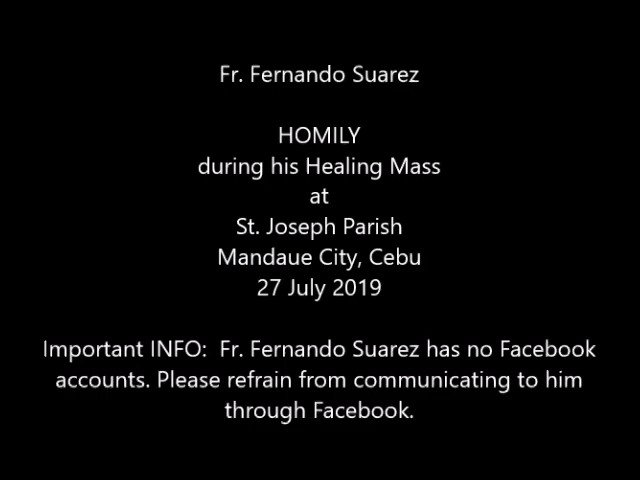 Fr. Fernando Suarez
HOMILY
during his Healing Mass
at
St. Joseph Parish
Mandaue City, Cebu
27 July 2019
Important INFO:  Fr. Fernando Suarez has no Facebook
accounts. Please refrain from communicating to him
through Facebook.